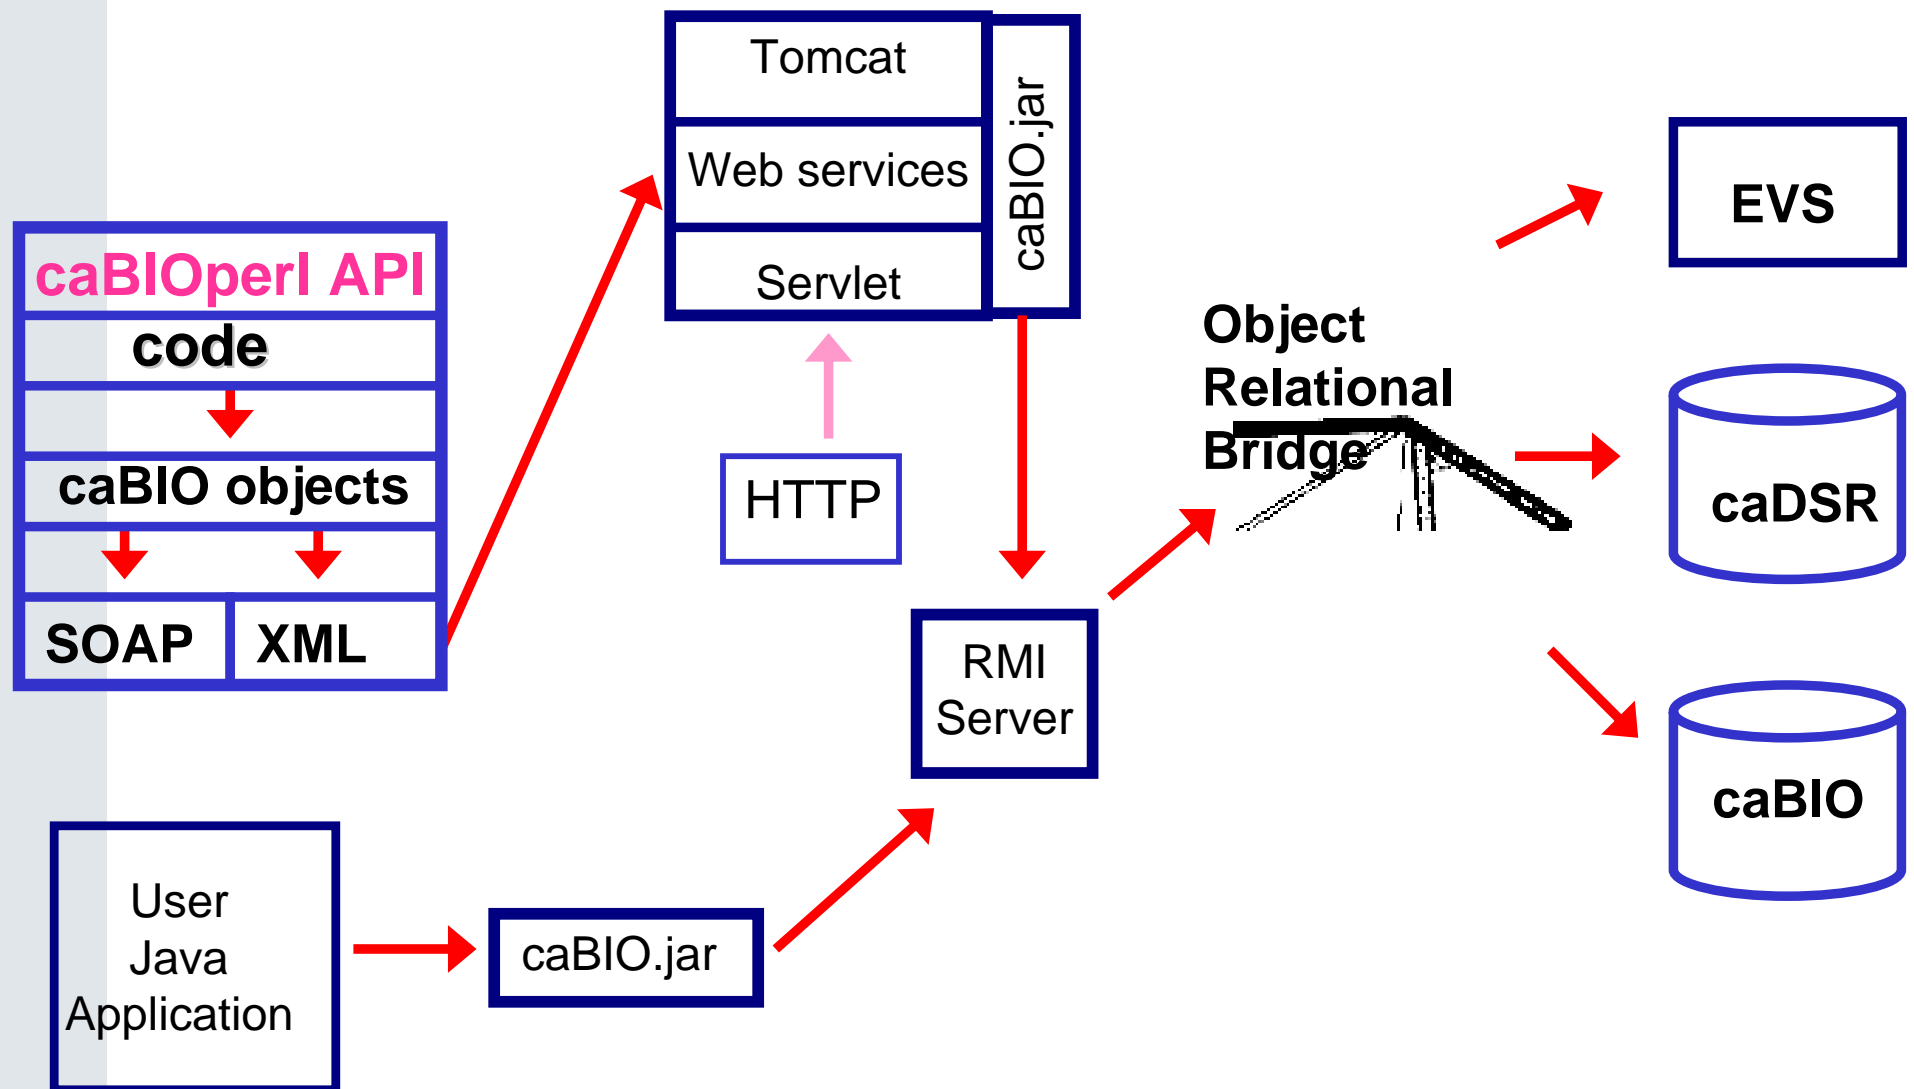 Tomcat
Web services
Servlet
caBIO.jar
caBIOperl API
code
caBIO objects
SOAP
XML
HTTP
Object
Relational
Bridge
EVS
caDSR
caBIO
RMI
Server
User
Java
Application
caBIO.jar